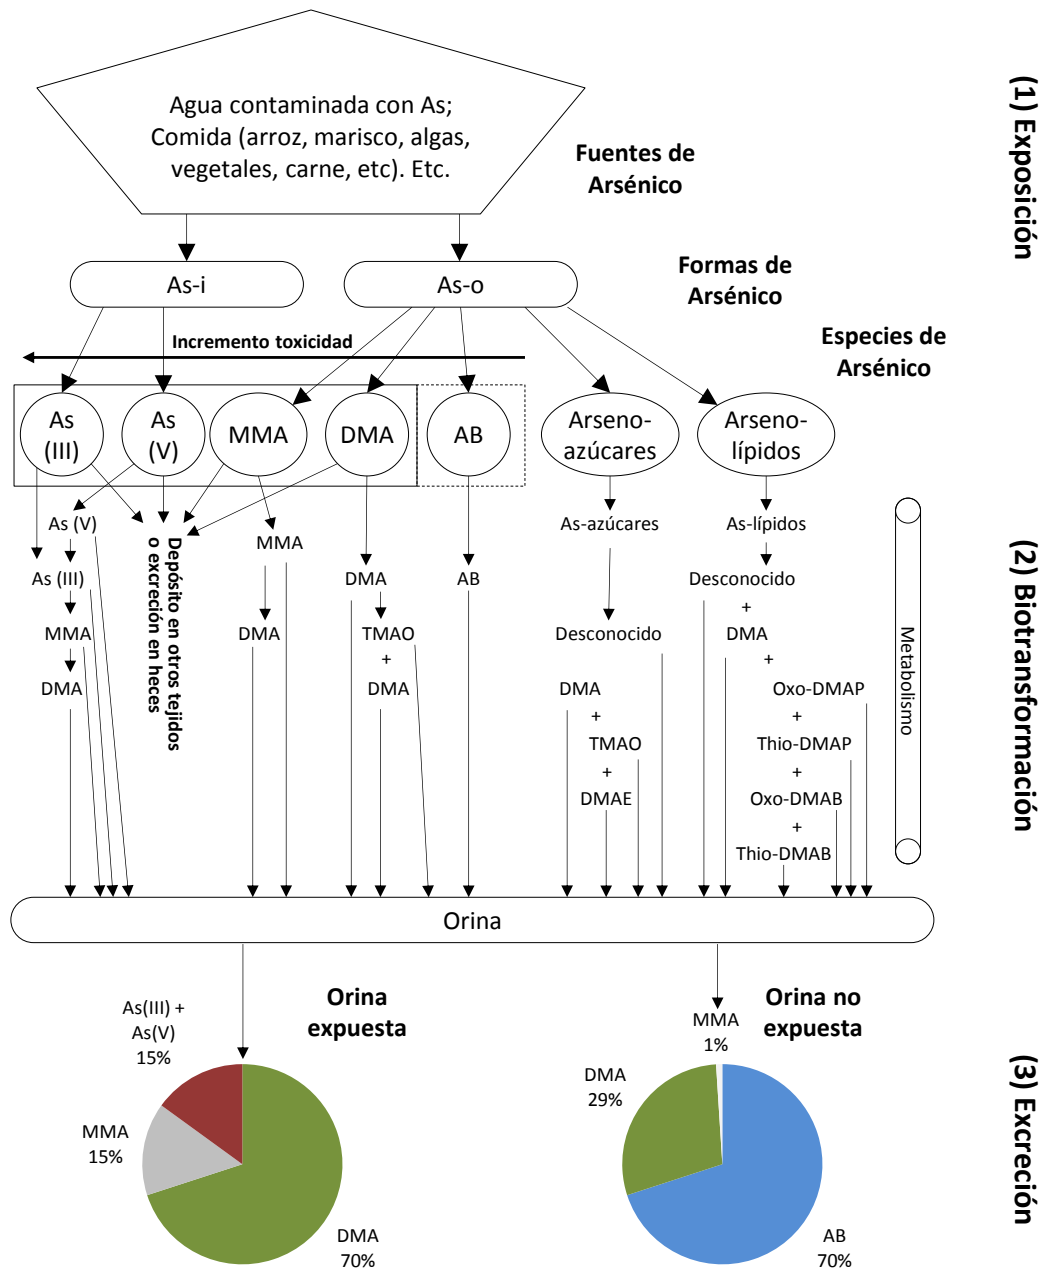 Agua contaminada con As;
Comida (arroz, marisco, algas,
vegetales, carne, etc). Etc.
Fuentes de
Arsénico
(1) Exposición
As-i
As-o
Formas de
Arsénico
Incremento toxicidad
Especies de
Arsénico
As
(III)
As
(V)
MMA
DMA
AB
Arseno-
azúcares
Arseno-
lípidos
As (V)
As (III)
MMA
DMA
Depósito en otros tejidos
o excreción en heces
MMA
DMA
DMA
TMAO
+
DMA
AB
As-azúcares
Desconocido
DMA
+
TMAO
+
DMAE
As-lípidos
Desconocido
+
DMA
+
Oxo-DMAP
+
Thio-DMAP
+
Oxo-DMAB
+
Thio-DMAB
Metabolismo
(2) Biotransformación
Orina
Orina
expuesta
As(III) +
As(V)
15%
MMA
15%
DMA
70%
Orina no
expuesta
MMA
1%
DMA
29%
AB
70%
(3) Excreción